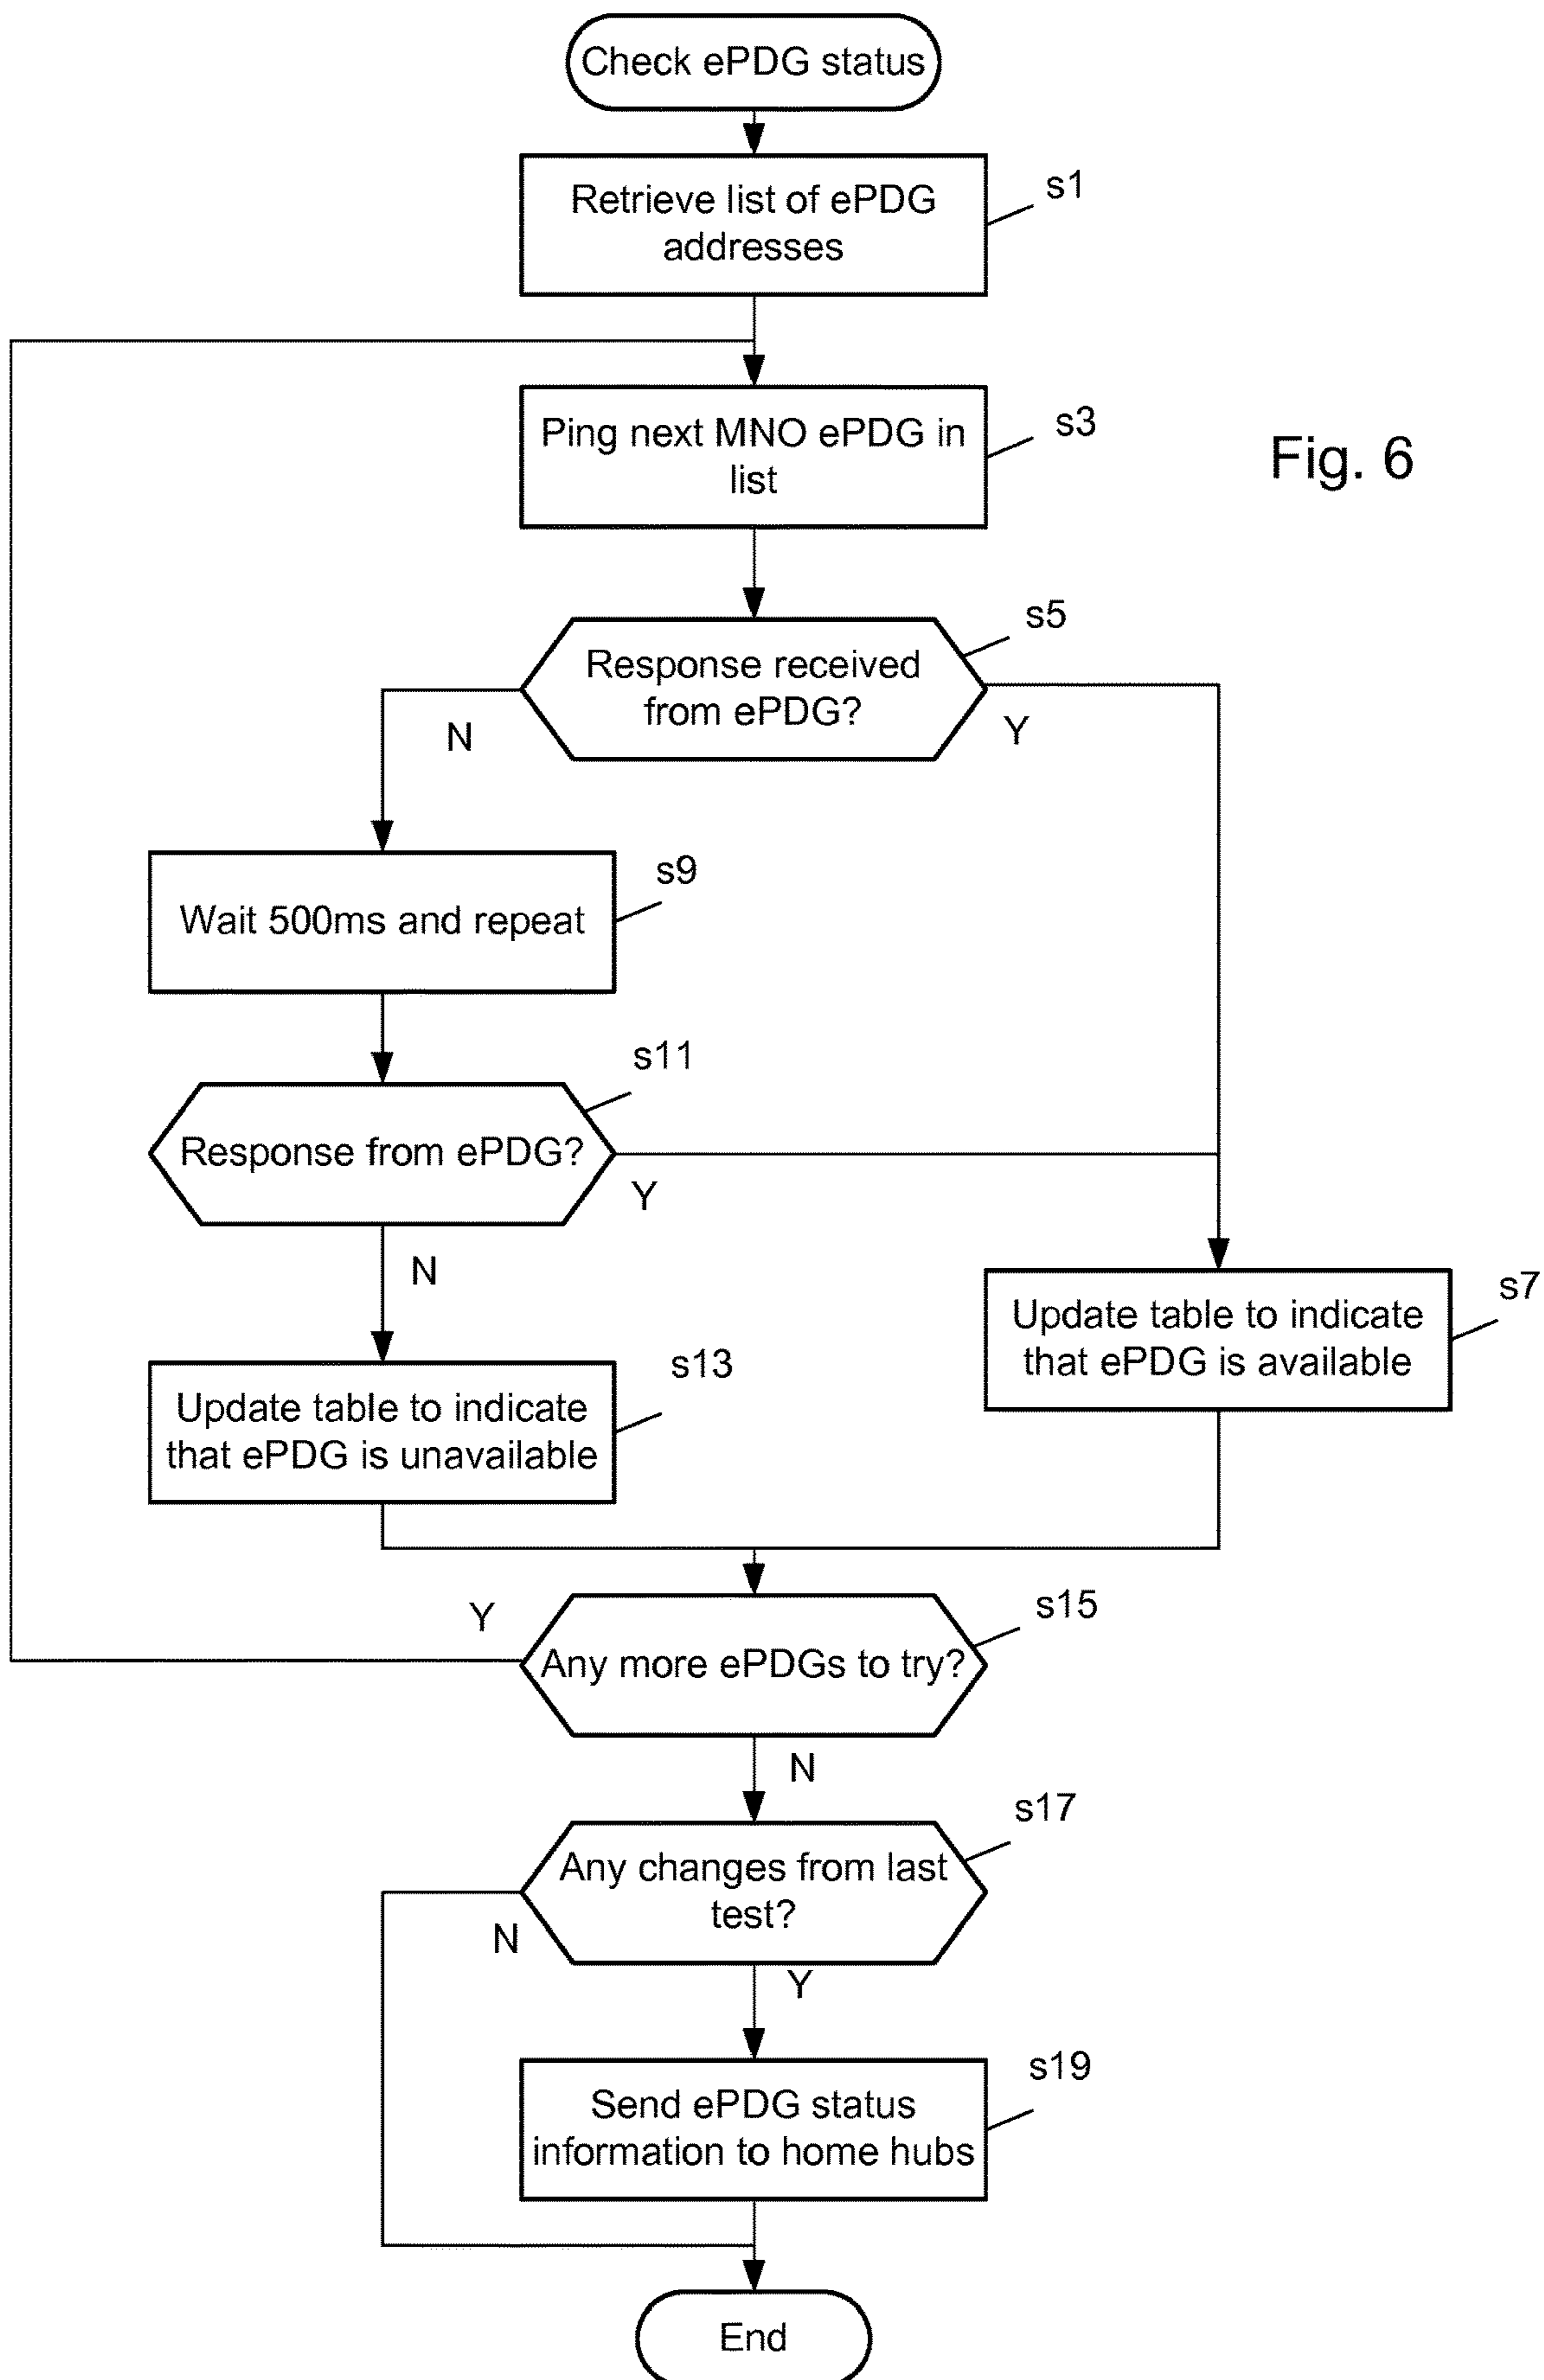 Check ePDG status
Retrieve list of ePDG
addresses
s1
Ping next MNO ePDG in
list
s3
Fig. 6
Response received
from ePDG?
s5
N
Y
Wait 500ms and repeat
s9
Response from ePDG?
s11
Y
N
Update table to indicate
that ePDG is available
s7
Update table to indicate
that ePDG is unavailable
s13
Any more ePDGs to try?
s15
Y
N
Any changes from last
test?
s17
N
Y
Send ePDG status
information to home hubs
s19
End